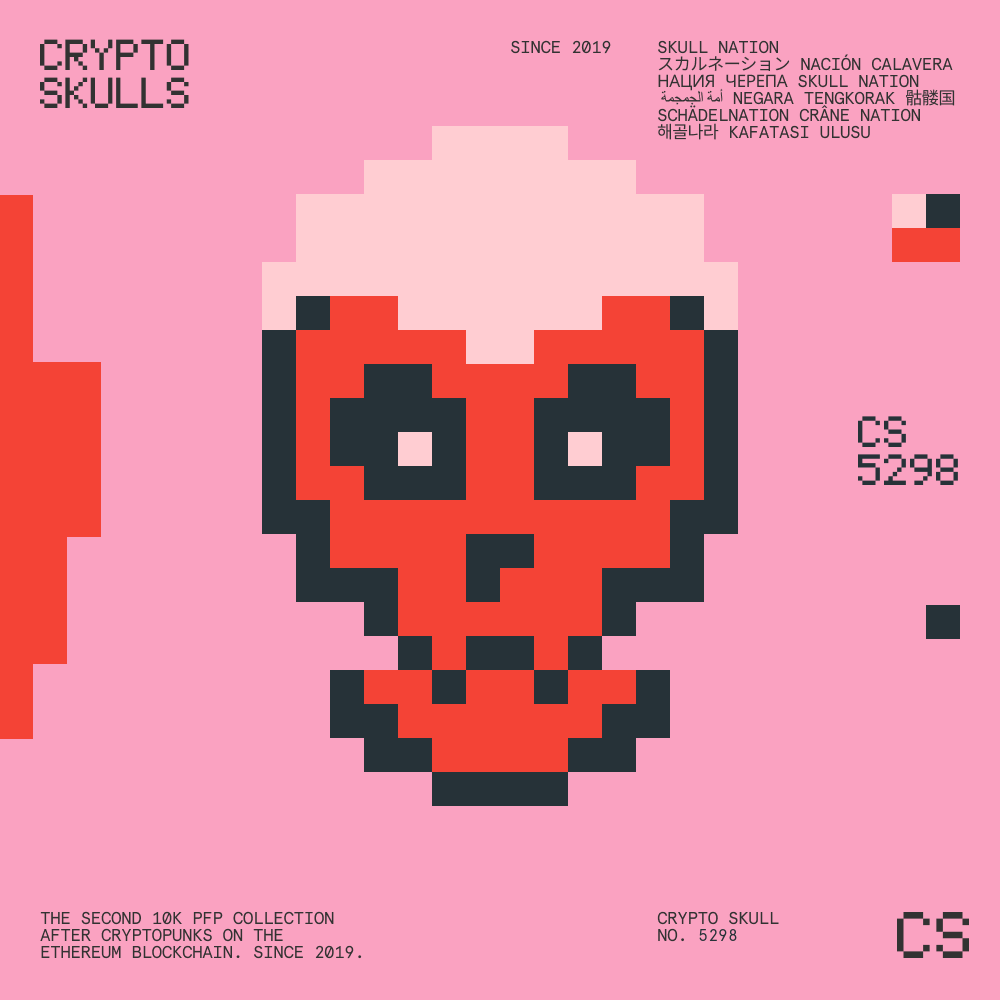 CRYPTO
SKULLS
SINCE 2019
SKULL NATION
スカルネーション NACIÓN CALAVERA
НАЦИЯ ЧЕРЕПА SKULL NATION
أمة الجمجمة NEGARA TENGKORAK 骷髅国
SCHÄDELNATION CRÂNE NATION
해골나라 KAFATASI ULUSU
CS
5298
THE SECOND 10K PFP COLLECTION
AFTER CRYPTOPUNKS ON THE
ETHEREUM BLOCKCHAIN. SINCE 2019.
CRYPTO SKULL
NO. 5298
CS